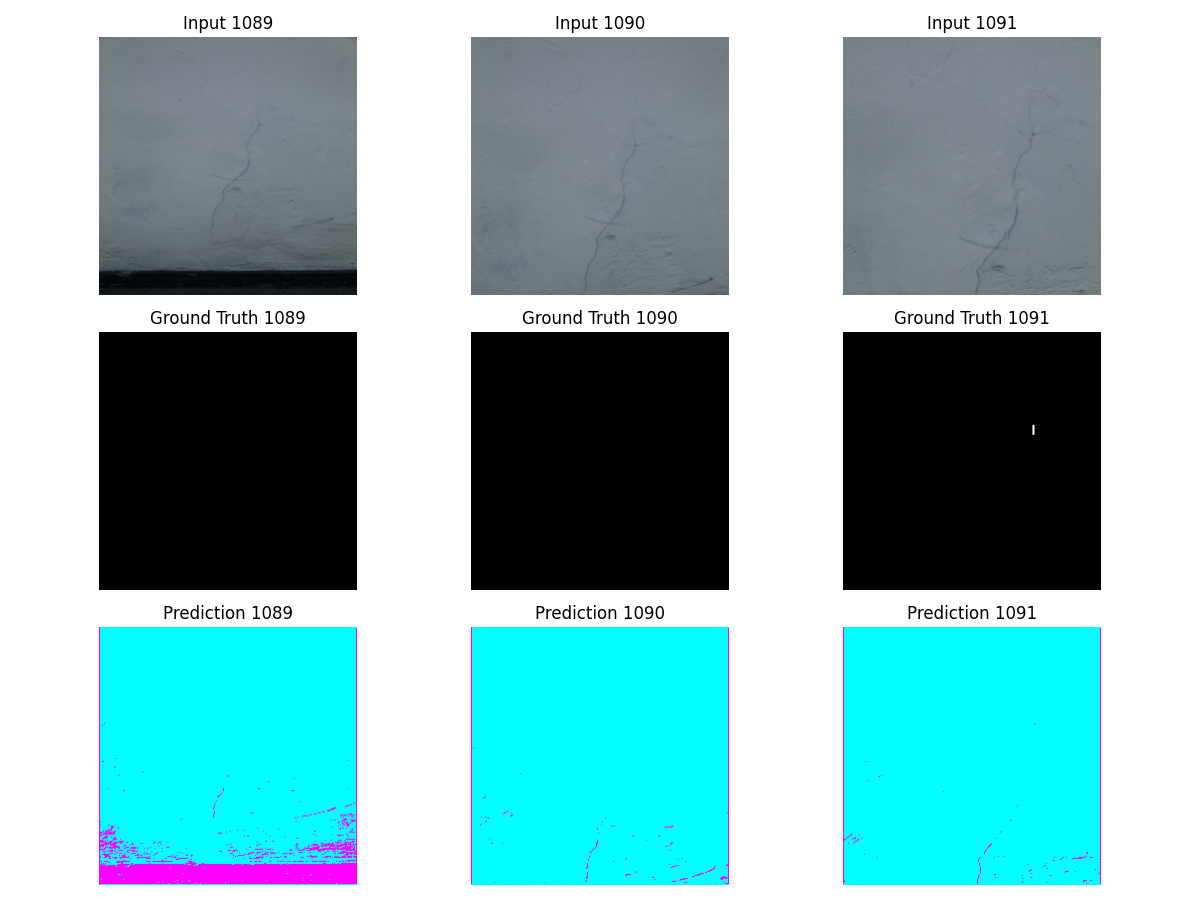 Input 1089
Input 1090
Input 1091
Ground Truth 1089
Ground Truth 1090
Ground Truth 1091
Prediction 1089
Prediction 1090
Prediction 1091